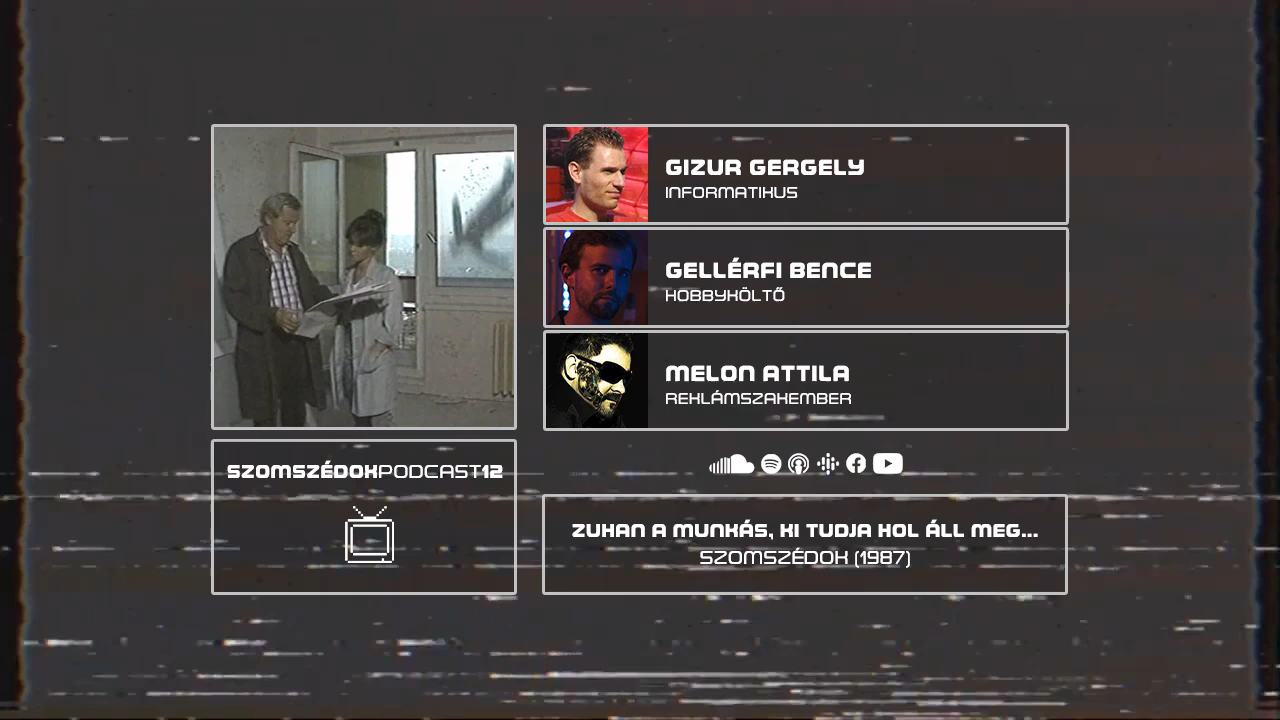 GIZUR GERGELY
INFORMATIKUS
GELLÉRFI BENCE
HOBBYKÖLTŐ
MELON ATTILA
REKLÁMSZAKEMBER
SZOMSZÉDOKPODCAST12
ZUHAN A MUNKÁS, KI TUDJA HOL ÁLL MEG...
SZOMSZÉDOK (1987)